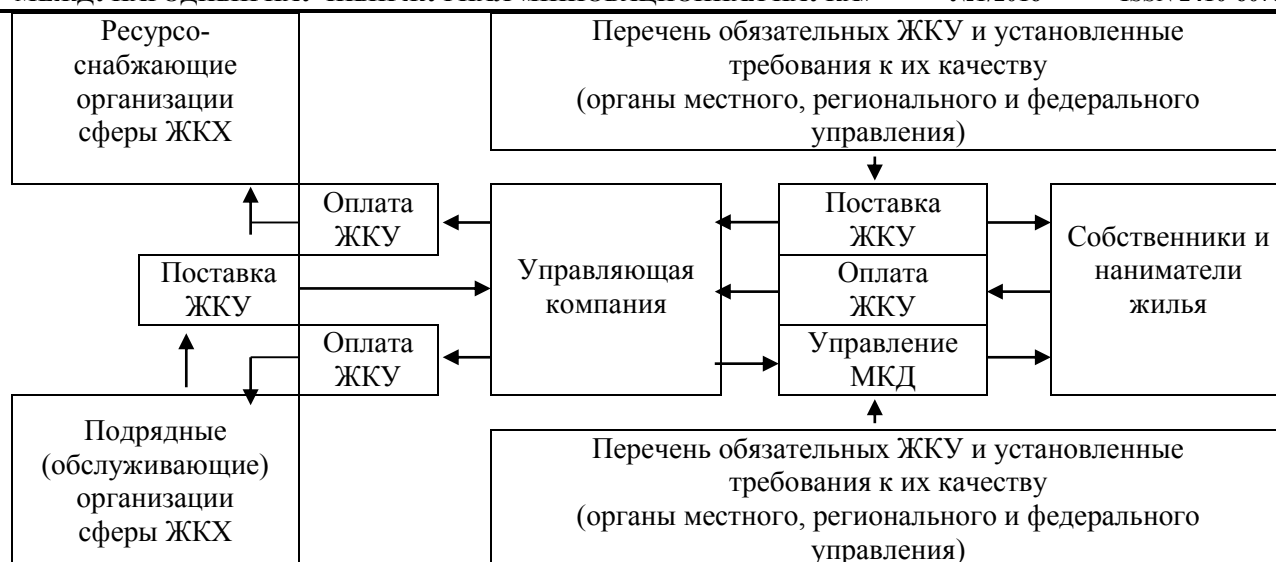 Ресурсо-
снабжающие
организации
сферы ЖКХ
Перечень обязательных ЖКУ и установленные
требования к их качеству
(органы местного, регионального и федерального
управления)
Оплата
ЖКУ
Поставка
ЖКУ
Собственники и
наниматели
жилья
Поставка
ЖКУ
Управляющая
компания
Оплата
ЖКУ
Оплата
ЖКУ
Управление
МКД
Подрядные
(обслуживающие)
организации
сферы ЖКХ
Перечень обязательных ЖКУ и установленные
требования к их качеству
(органы местного, регионального и федерального
управления)